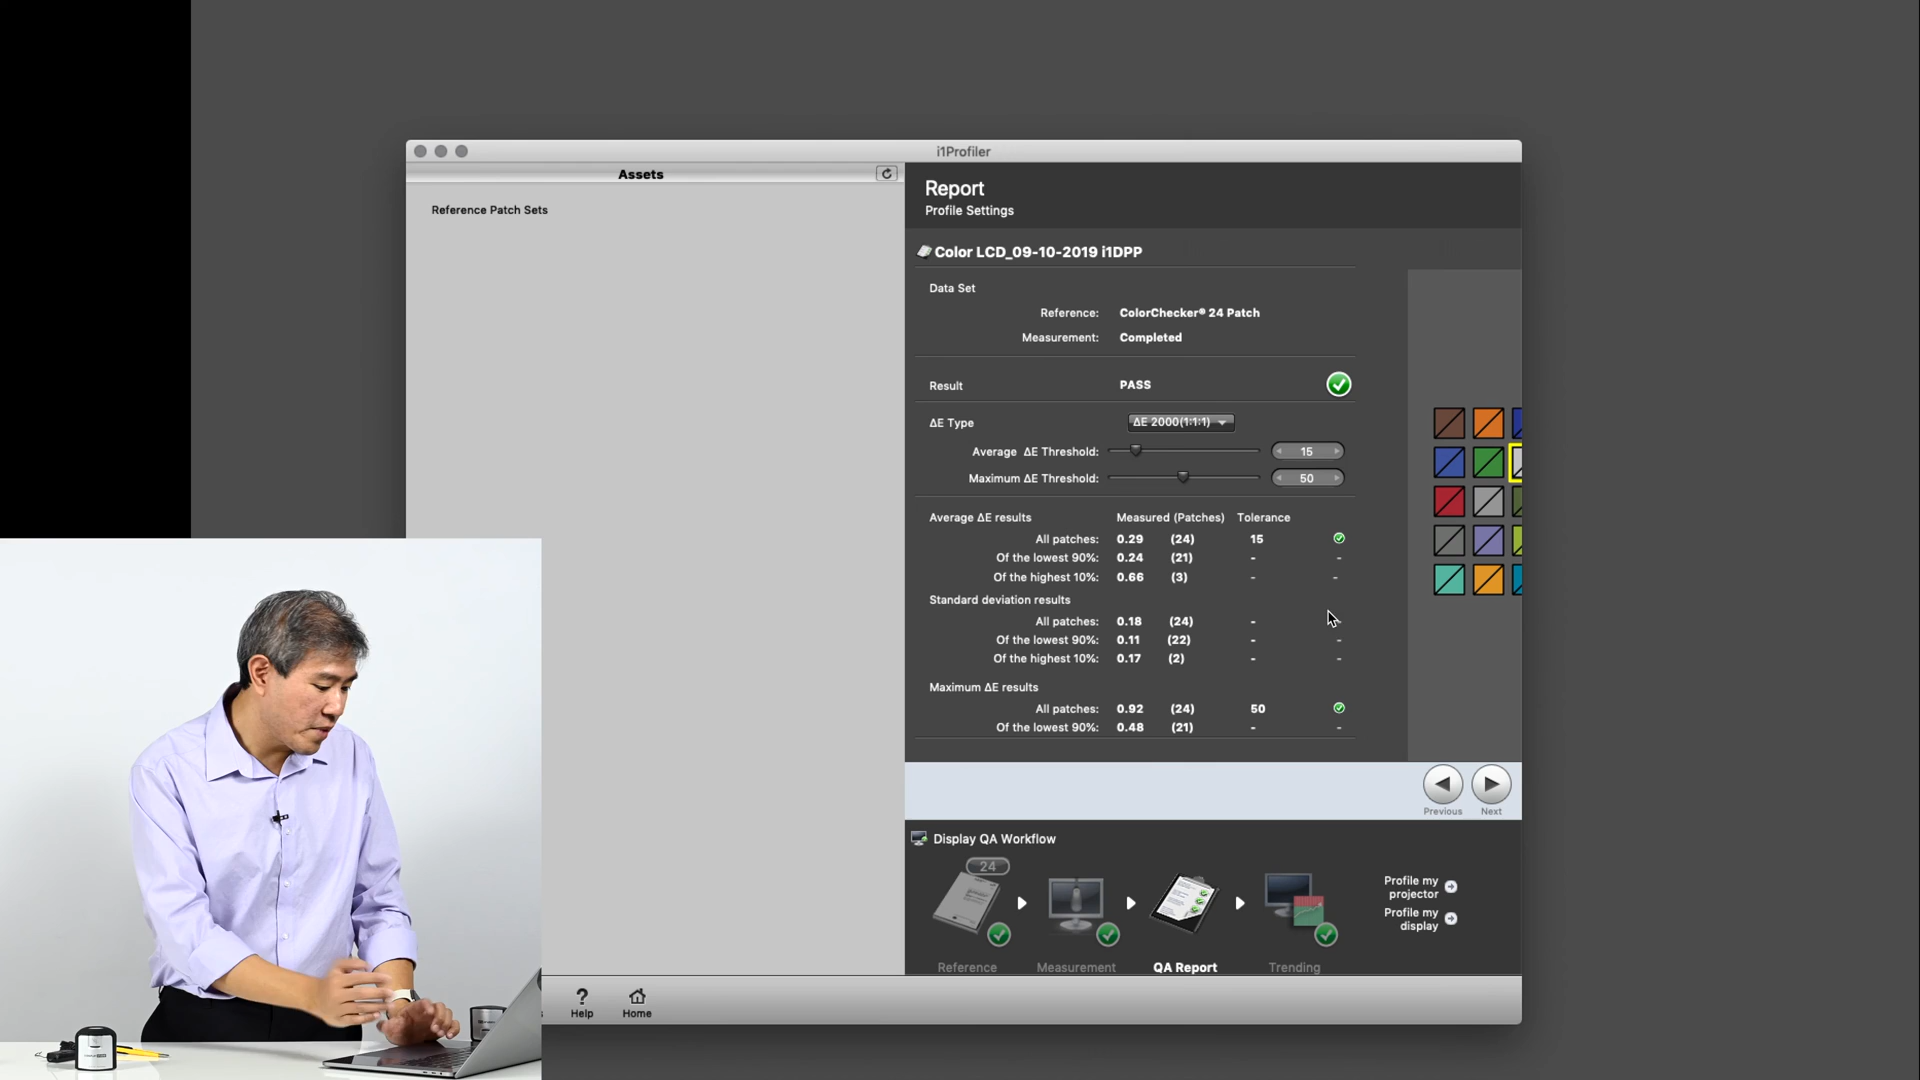 i1Profiler
Assets
Reference Patch Sets
Report
Profile Settings
Color LCD_09-10-2019 i1DPP
Data Set
Reference: ColorChecker® 24 Patch
Measurement: Completed
Result PASS
ΔE Type ΔE 2000(1:1:1)
Average ΔE Threshold: 15
Maximum ΔE Threshold: 50
Average ΔE results Measured (Patches) Tolerance
All patches: 0.29 (24) 15
Of the lowest 90%: 0.24 (21) - -
Of the highest 10%: 0.66 (3) - -
Standard deviation results
All patches: 0.18 (24) - -
Of the lowest 90%: 0.11 (22) - -
Of the highest 10%: 0.17 (2) - -
Maximum ΔE results
All patches: 0.92 (24) 50
Of the lowest 90%: 0.48 (21) - -
Previous Next
Display QA Workflow
24
Profile my
projector
Profile my
display
Reference Measurement QA Report Trending
Help Home